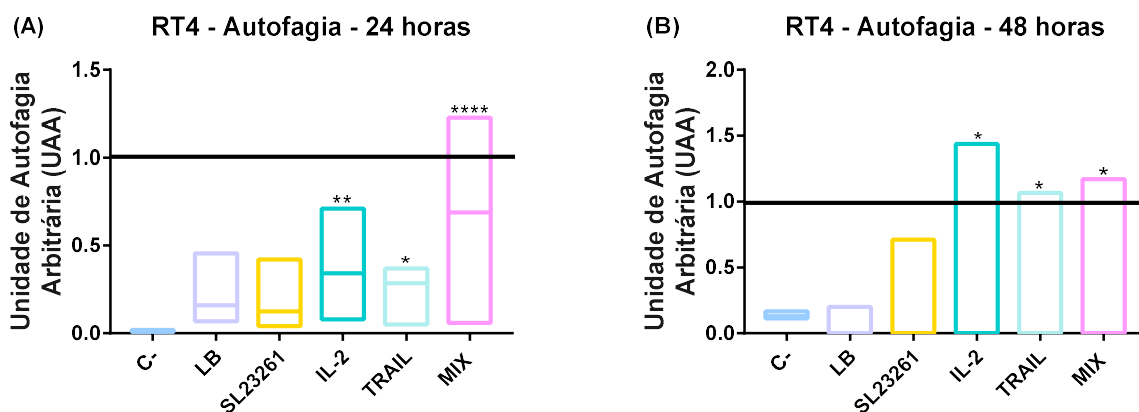 (A) RT4 - Autofagia - 24 horas
Unidade de Autofagia
Arbitrária (UAA)
1.5
1.0
0.5
0.0
****
**
*
C-
LB
SL23261
IL-2
TRAIL
MIX
(B) RT4 - Autofagia - 48 horas
Unidade de Autofagia
Arbitrária (UAA)
2.0
1.5
1.0
0.5
0.0
*
*
*
C-
LB
SL23261
IL-2
TRAIL
MIX